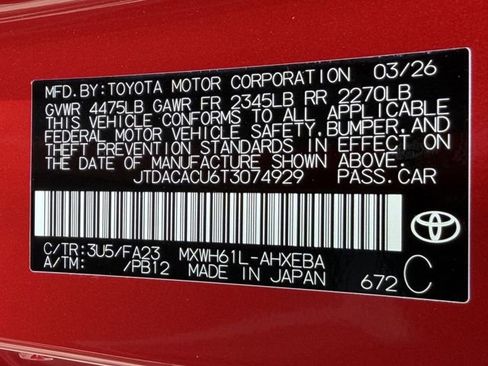 MFD.BY:TOYOTA MOTOR CORPORATION 03/26
GVWR 4475LB GAWR FR 2345LB RR 2270LB
THIS VEHICLE CONFORMS TO ALL APPLICABLE
FEDERAL MOTOR VEHICLE SAFETY,BUMPER,AND
THEFT PREVENTION STANDARDS IN EFFECT ON
THE DATE OF MANUFACTURE SHOWN ABOVE.
JTDACACU6T3074929 PASS.CAR
C/TR:3U5/FA23 MXWH61L-AHXEBA
A/TM: /PB12 MADE IN JAPAN 672 C
TOYOTA